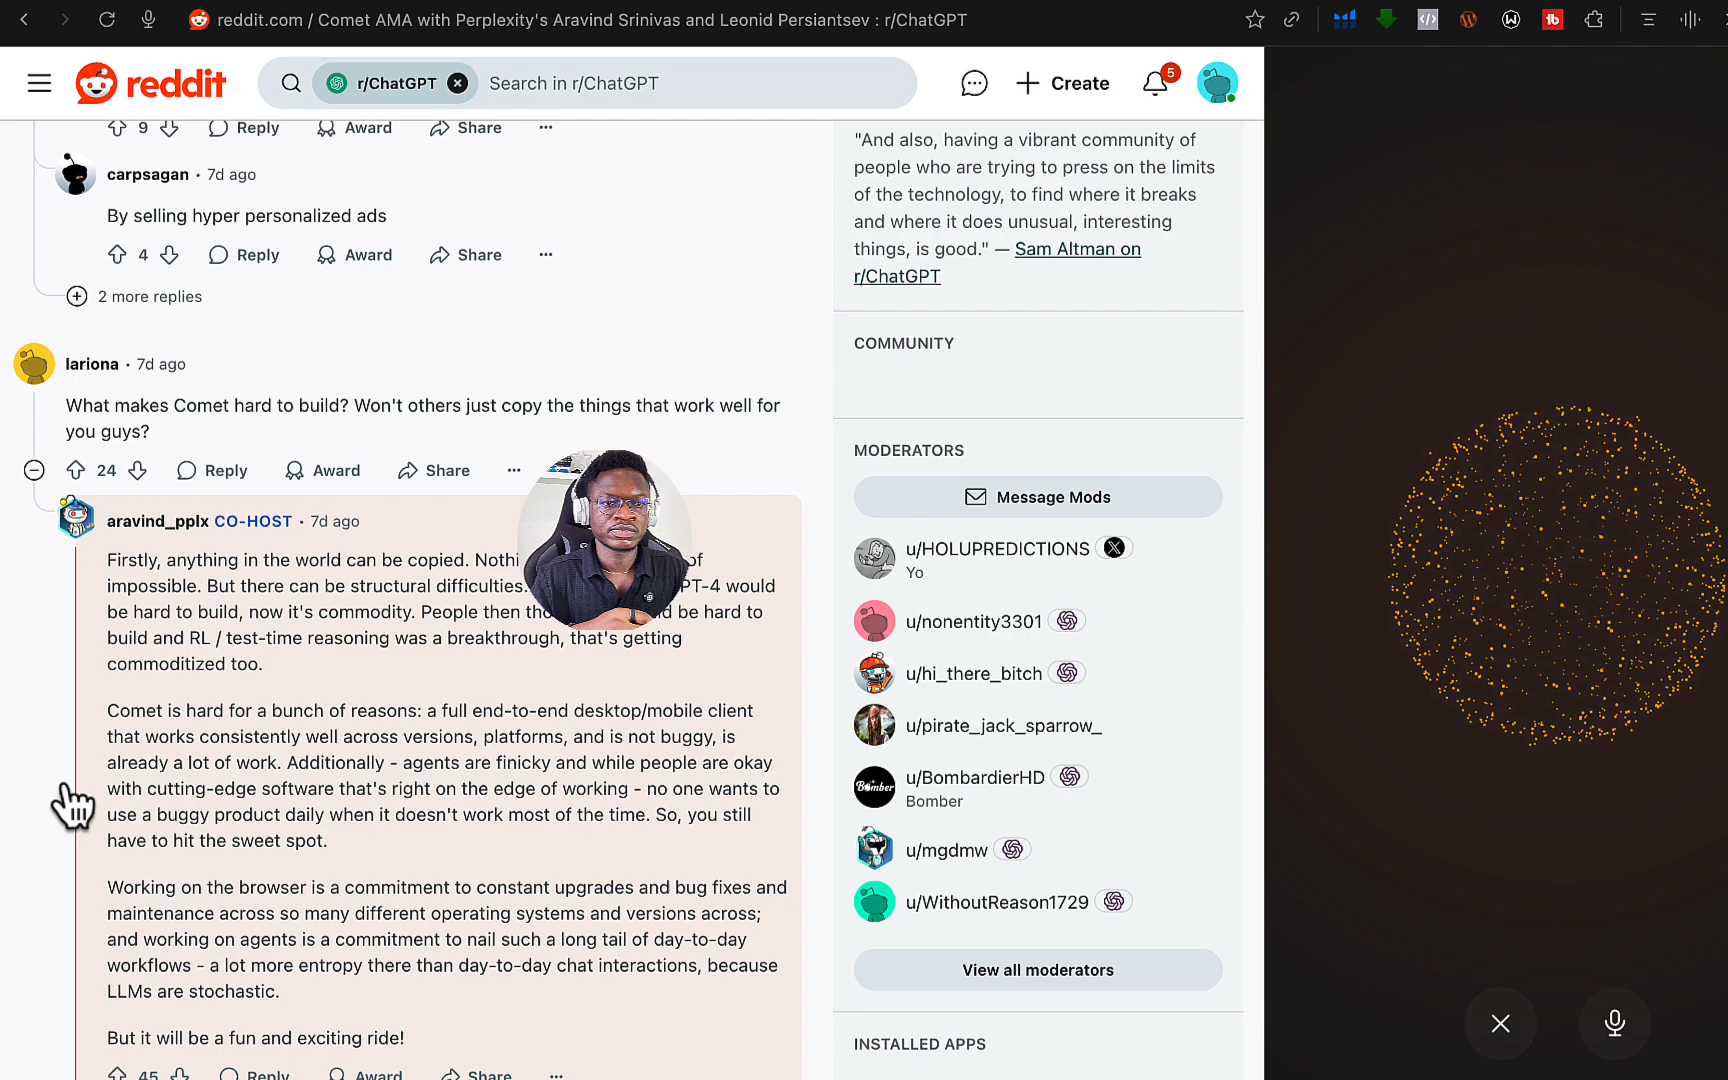 reddit.com / Comet AMA with Perplexity's Aravind Srinivas and Leonid Persiantsev : r/ChatGPT
reddit
r/ChatGPT
Search in r/ChatGPT
Create
5
9 Reply Award Share
carpsagan • 7d ago
By selling hyper personalized ads
4 Reply Award Share
2 more replies
lariona • 7d ago
What makes Comet hard to build? Won't others just copy the things that work well for
you guys?
24 Reply Award Share
aravind_pplx CO-HOST • 7d ago
Firstly, anything in the world can be copied. of
impossible. But there can be structural difficulties. PT-4 would
be hard to build, now it's commodity. People then be hard to
build and RL / test-time reasoning was a breakthrough, that's getting
commoditized too.
Comet is hard for a bunch of reasons: a full end-to-end desktop/mobile client
that works consistently well across versions, platforms, and is not buggy, is
already a lot of work. Additionally - agents are finicky and while people are okay
with cutting-edge software that's right on the edge of working - no one wants to
use a buggy product daily when it doesn't work most of the time. So, you still
have to hit the sweet spot.
Working on the browser is a commitment to constant upgrades and bug fixes and
maintenance across so many different operating systems and versions across;
and working on agents is a commitment to nail such a long tail of day-to-day
workflows - a lot more entropy there than day-to-day chat interactions, because
LLMs are stochastic.
But it will be a fun and exciting ride!
45 Reply Award Share
"And also, having a vibrant community of
people who are trying to press on the limits
of the technology, to find where it breaks
and where it does unusual, interesting
things, is good." — Sam Altman on
r/ChatGPT
COMMUNITY
MODERATORS
Message Mods
u/HOLUPREDICTIONS
Yo
u/nonentity3301
u/hi_there_bitch
u/pirate_jack_sparrow_
Bomber
u/BombardierHD
Bomber
u/mgdmw
u/WithoutReason1729
View all moderators
INSTALLED APPS